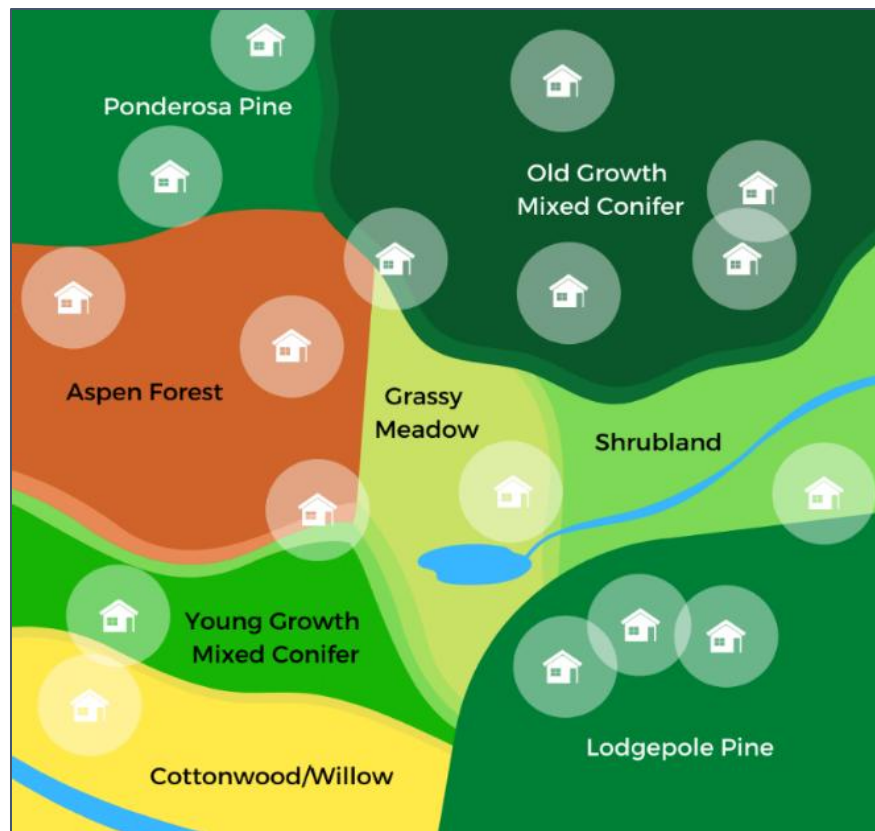 Ponderosa Pine
Old Growth
Mixed Conifer
Aspen Forest
Grassy
Meadow
Shrubland
Young Growth
Mixed Conifer
Lodgepole Pine
Cottonwood/Willow